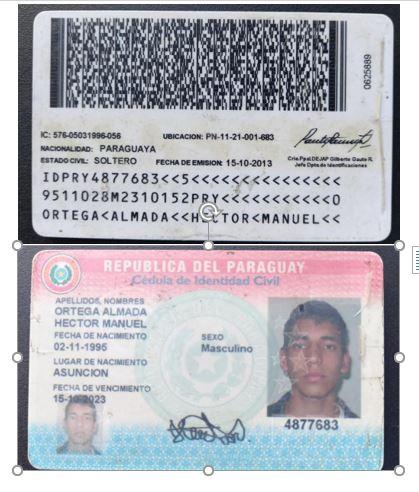 0625889
IC: 576-05031996-056 UBICACION: PN-11-21-001-683
NACIONALIDAD: PARAGUAYA
ESTADO CIVIL: SOLTERO FECHA DE EMISION: 15-10-2013
Crio.Ppal.DEJAP Gilberto Gauto R.
Jefe Dpto.de Identificaciones
IDPRY4877683<<5<<<<<<<<<<<<<<<
9511028M2310152PRY<<<<<<<<<<<0
ORTEGA<ALMADA<<HECTOR<MANUEL<<
REPUBLICA DEL PARAGUAY
Cédula de Identidad Civil
APELLIDOS, NOMBRES
ORTEGA ALMADA
HECTOR MANUEL
FECHA DE NACIMIENTO
02-11-1995
SEXO
Masculino
LUGAR DE NACIMIENTO
ASUNCION
FECHA DE VENCIMIENTO
15-10-2023
4877683